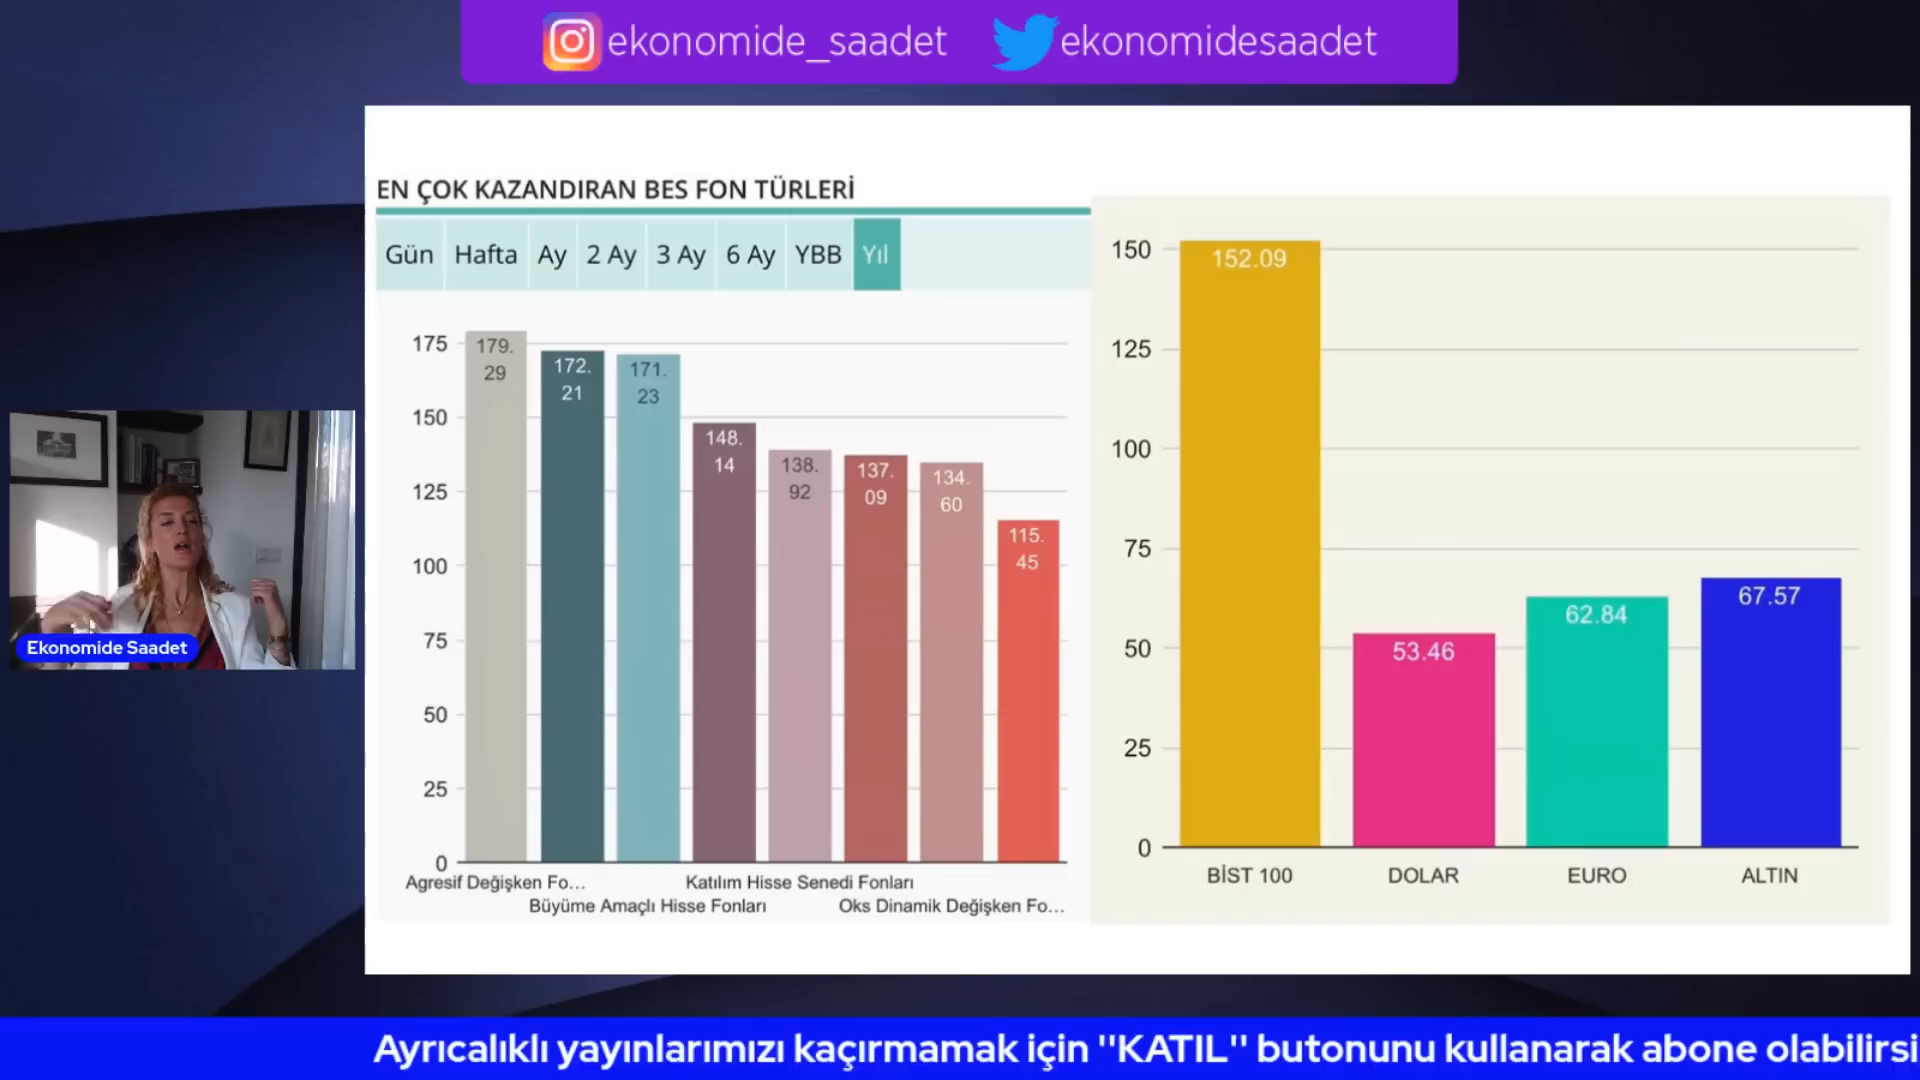 ekonomide_saadet ekonomidesaadet
EN ÇOK KAZANDIRAN BES FON TÜRLERİ
Gün Hafta Ay 2 Ay 3 Ay 6 Ay YBB Yıl
175
150
125
100
75
50
25
0
179.
29
172.
21
171.
23
148.
14
138.
92
137.
09
134.
60
115.
45
Agresif Değişken Fo...
Katılım Hisse Senedi Fonları
Büyüme Amaçlı Hisse Fonları
Oks Dinamik Değişken Fo...
150
125
100
75
50
25
0
152.09
53.46
62.84
67.57
BİST 100
DOLAR
EURO
ALTIN
Ekonomide Saadet
Ayrıcalıklı yayınlarımızı kaçırmamak için "KATIL" butonunu kullanarak abone olabilirsi